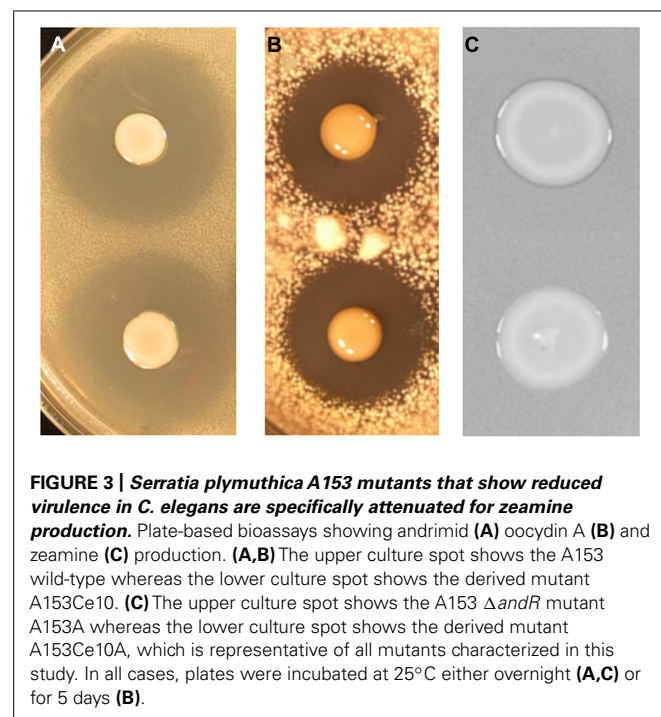 A
B
C
FIGURE 3 | Serratia plymuthica A153 mutants that show reduced
virulence in C. elegans are specifically attenuated for zeamine
production. Plate-based bioassays showing andrimid (A) oocydin A (B) and
zeamine (C) production. (A,B) The upper culture spot shows the A153
wild-type whereas the lower culture spot shows the derived mutant
A153Ce10. (C) The upper culture spot shows the A153 ΔandR mutant
A153A whereas the lower culture spot shows the derived mutant
A153Ce10A, which is representative of all mutants characterized in this
study. In all cases, plates were incubated at 25°C either overnight (A,C) or
for 5 days (B).